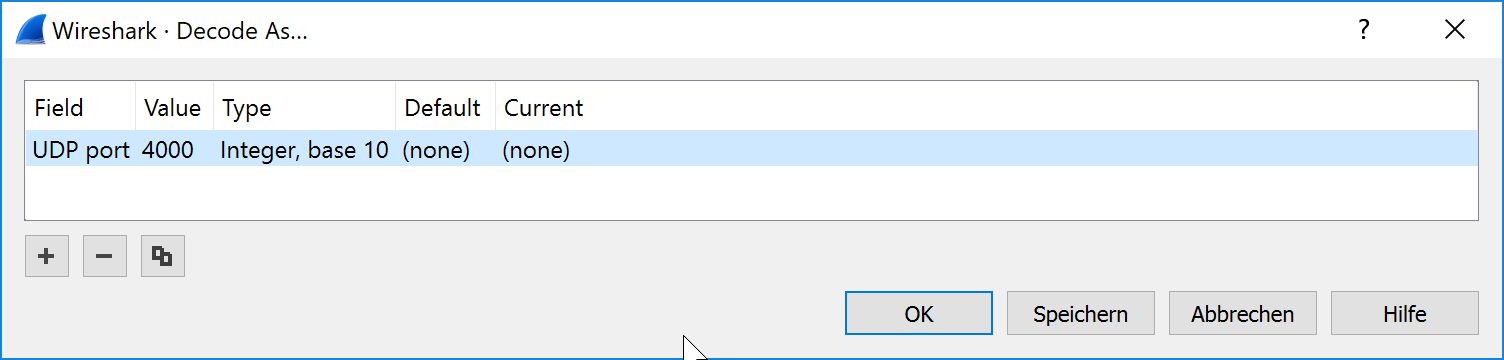 Wireshark · Decode As...
?
Field Value Type Default Current
UDP port 4000 Integer, base 10 (none) (none)
OK Speichern Abbrechen Hilfe